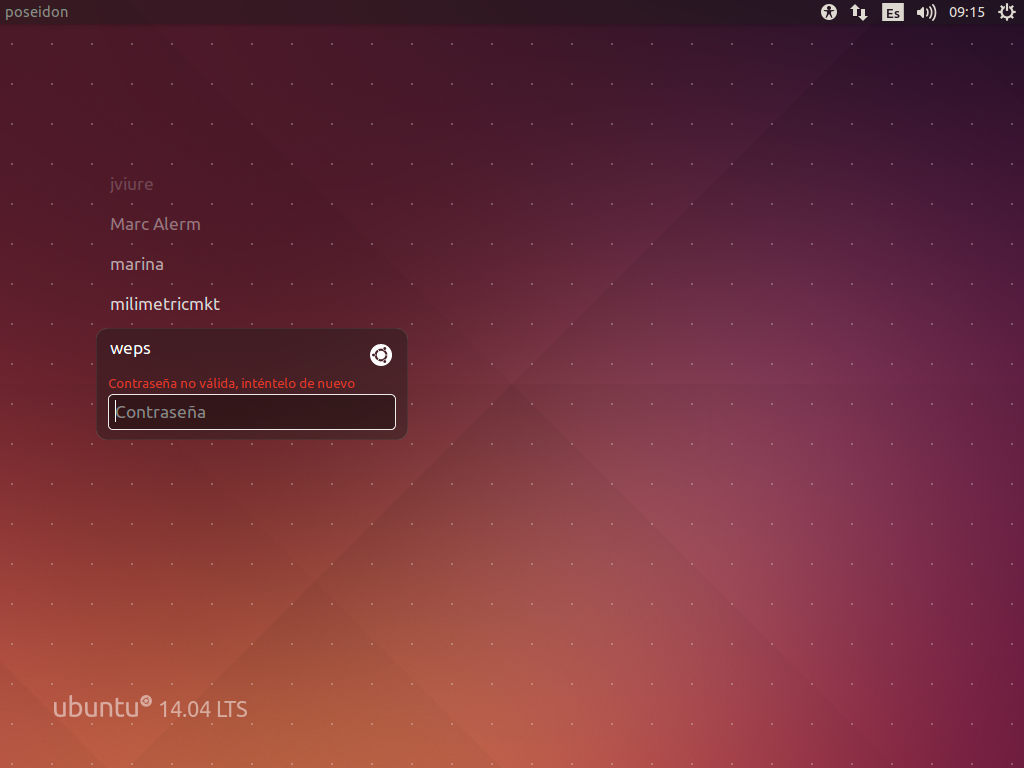 poseidon Es 09:15
jviure
Marc Alerm
marina
milimetricmkt
weps
Contraseña no válida, inténtelo de nuevo
Contraseña
ubuntu 14.04 LTS